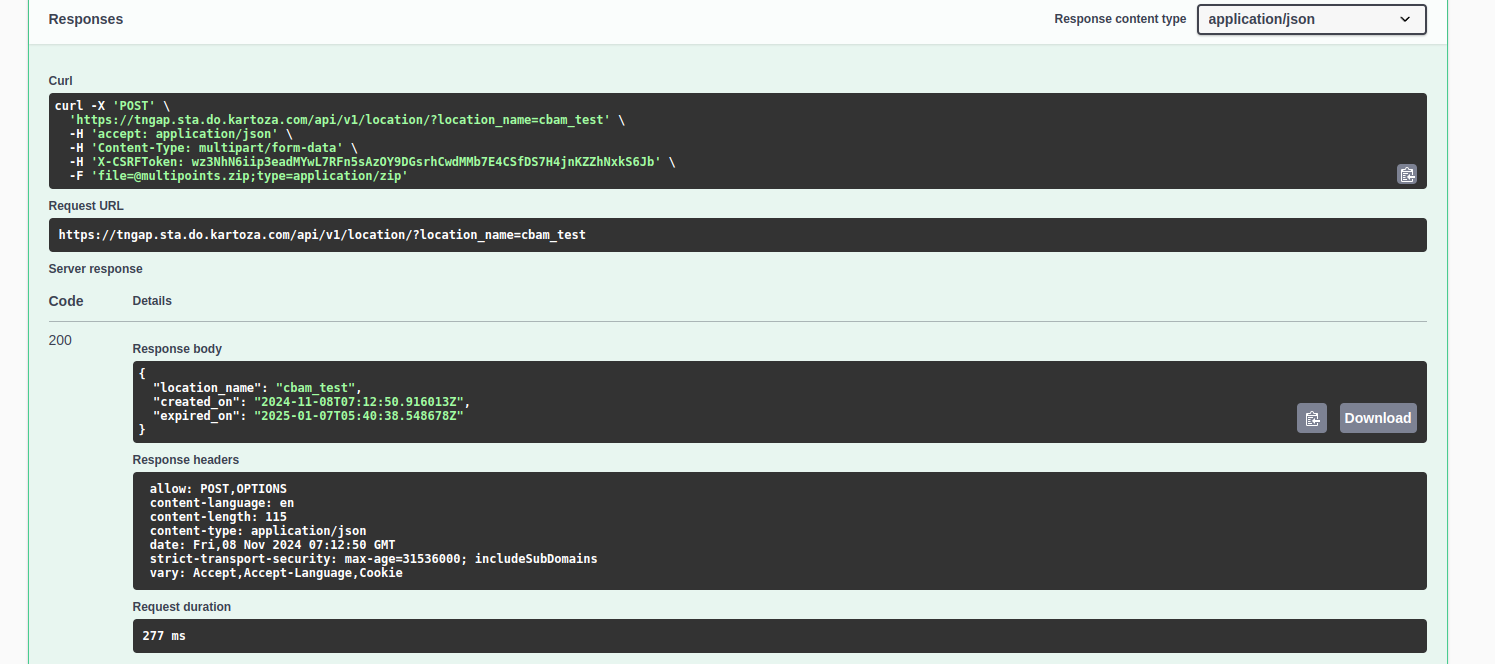 Responses
Response content type
application/json
Curl
curl -X 'POST' \
  'https://tngap.sta.do.kartoza.com/api/v1/location/?location_name=cbam_test' \
  -H 'accept: application/json' \
  -H 'Content-Type: multipart/form-data' \
  -H 'X-CSRFToken: wz3NhN6iip3eadMYwL7RFn5sAzOY9DGsrhCwdMMb7E4CSfDS7H4jnKZZhNxkS6Jb' \
  -F 'file=@multipoints.zip;type=application/zip'
Request URL
https://tngap.sta.do.kartoza.com/api/v1/location/?location_name=cbam_test
Server response
Code
Details
200
Response body
{
  "location_name": "cbam_test",
  "created_on": "2024-11-08T07:12:50.916013Z",
  "expired_on": "2025-01-07T05:40:38.548678Z"
}
Download
Response headers
allow: POST,OPTIONS
content-language: en
content-length: 115
content-type: application/json
date: Fri,08 Nov 2024 07:12:50 GMT
strict-transport-security: max-age=31536000; includeSubDomains
vary: Accept,Accept-Language,Cookie
Request duration
277 ms